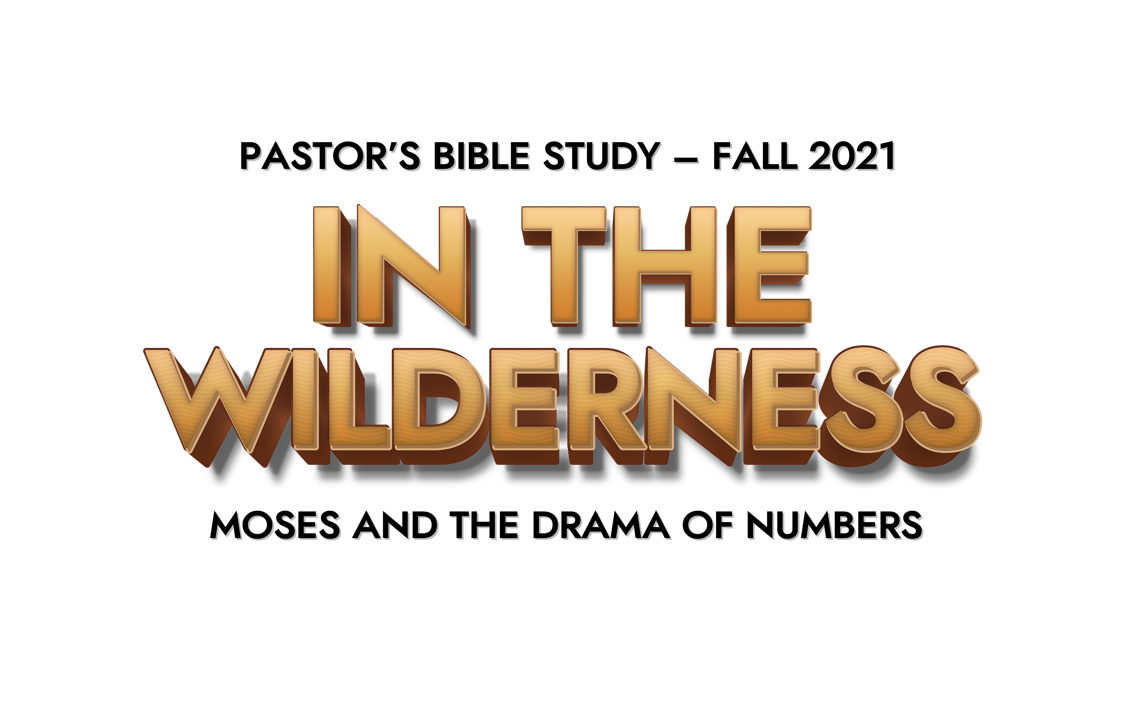 PASTOR’S BIBLE STUDY – FALL 2021
IN THE
WILDERNESS
MOSES AND THE DRAMA OF NUMBERS